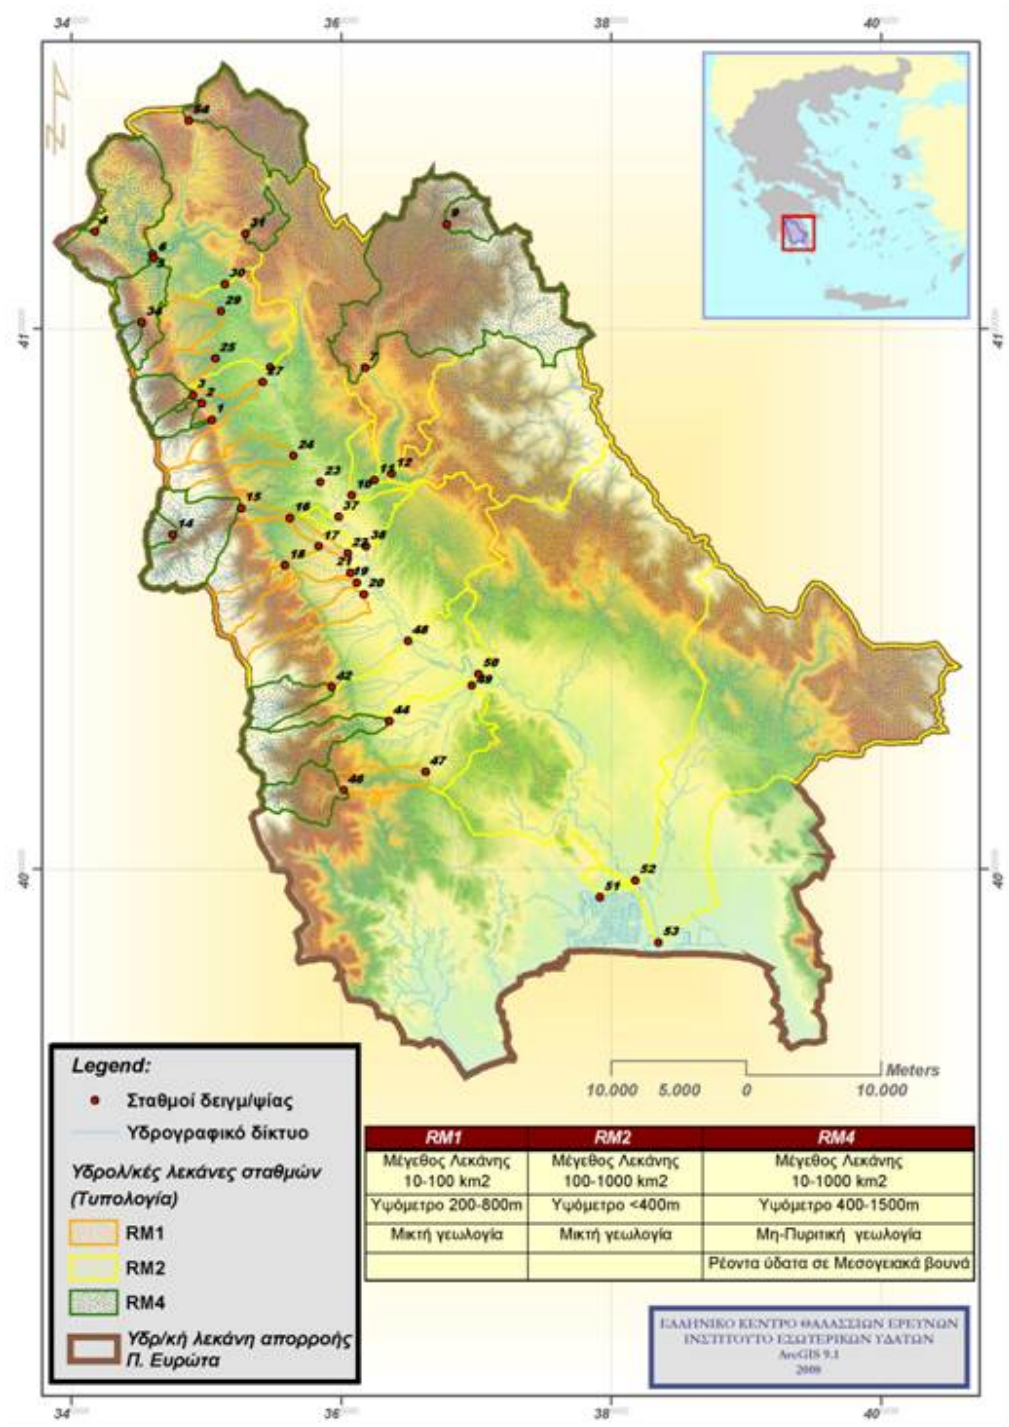 34 36 38 40
54
4
31
9
6
5
30
34
29
25
7
3
27
2
1
24
12
11
23
10
15
37
16
14
17
38
22
18
21
19
20
48
50
42
49
44
47
46
52
51
53
41 41
40 40
Legend:
Σταθμοί δειγμ/ψίας
Υδρογραφικό δίκτυο
Υδρολ/κές λεκάνες σταθμών
(Τυπολογία)
RM1
RM2
RM4
Υδρ/κή λεκάνη απορροής
Π. Ευρώτα
Meters
10.000 5.000 0 10.000
RM1 RM2 RM4
Μέγεθος Λεκάνης Μέγεθος Λεκάνης Μέγεθος Λεκάνης
10-100 km2 100-1000 km2 10-1000 km2
Υψόμετρο 200-800m Υψόμετρο <400m Υψόμετρο 400-1500m
Μικτή γεωλογία Μικτή γεωλογία Μη-Πυριτική γεωλογία
Ρέοντα ύδατα σε Μεσογειακά βουνά
ΕΛΛΗΝΙΚΟ ΚΕΝΤΡΟ ΘΑΛΑΣΣΙΩΝ ΕΡΕΥΝΩΝ
ΙΝΣΤΙΤΟΥΤΟ ΕΣΩΤΕΡΙΚΩΝ ΥΔΑΤΩΝ
ArcGIS 9.1
2008
34 36 38 40